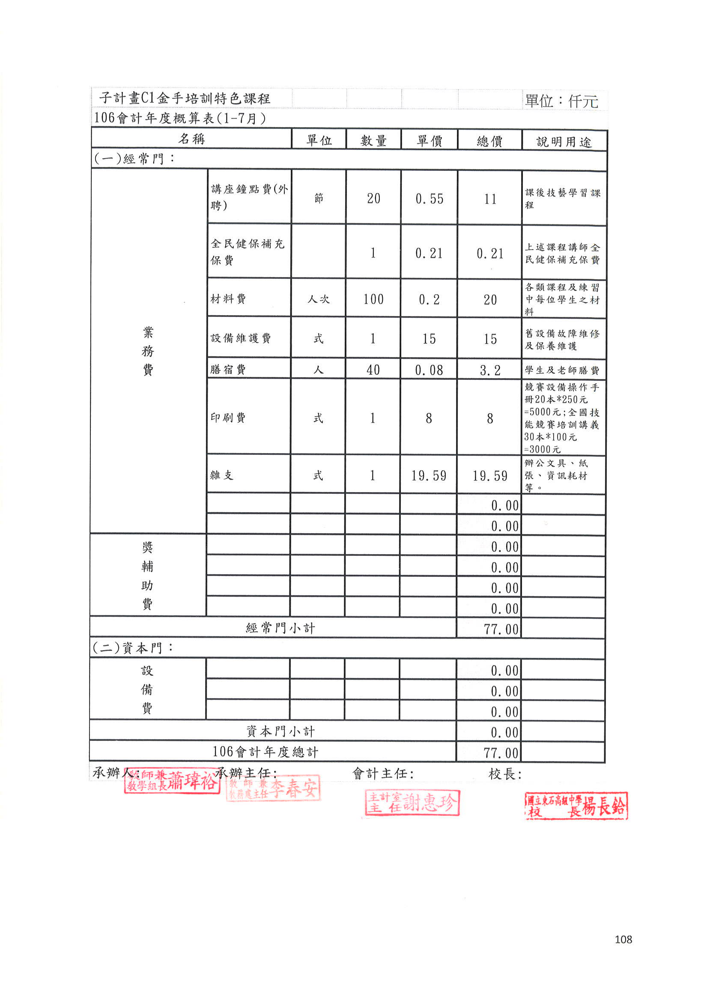 子計畫C1金手培訓特色課程 單位：仟元
106會計年度概算表(1-7月)
名稱 單位 數量 單價 總價 說明用途
(一)經常門：
業
務
費
講座鐘點費(外
聘)
節 20 0.55 11
課後技藝學習課
程
全民健保補充
保費
1 0.21 0.21
上述課程講師全
民健保補充保費
材料費 人次 100 0.2 20
各類課程及練習
中每位學生之材
料
設備維護費 式 1 15 15
舊設備故障維修
及保養維護
膳宿費 人 40 0.08 3.2 學生及老師膳費
印刷費 式 1 8 8
競賽設備操作手
冊20本*250元
=5000元;全國技
能競賽培訓講義
30本*100元
=3000元
雜支 式 1 19.59 19.59
辦公文具、紙
張、資訊耗材
等。
0.00
0.00
獎
輔
助
費
0.00
0.00
0.00
0.00
經常門小計 77.00
(二)資本門：
設
備
費
0.00
0.00
0.00
資本門小計 0.00
106會計年度總計 77.00
承辦人: 承辦主任: 會計主任: 校長:
教師兼
教學組長蕭瑋裕
教師兼
教務處主任李春安
主計室
主任謝惠珍
國立東石高級中學
校長楊長鎔
108